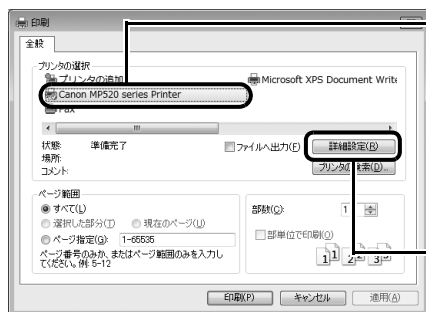 印刷
全般
プリンタの選択
プリンタの追加
Microsoft XPS Document Write
Canon MP520 series Printer
Fax
状態: 準備完了
ファイルへ出力(F)
詳細設定(R)
場所:
プリンタの検索(D)...
コメント:
ページ範囲
すべて(L)
部数(C): 1
選択した部分(T) 現在のページ(U)
ページ指定(G): 1-65535
部単位で印刷(O)
ページ番号のみか、またはページ範囲のみを入力し
てください。例: 5-12
1 1 2 2 3 3
印刷(P) キャンセル 適用(A)